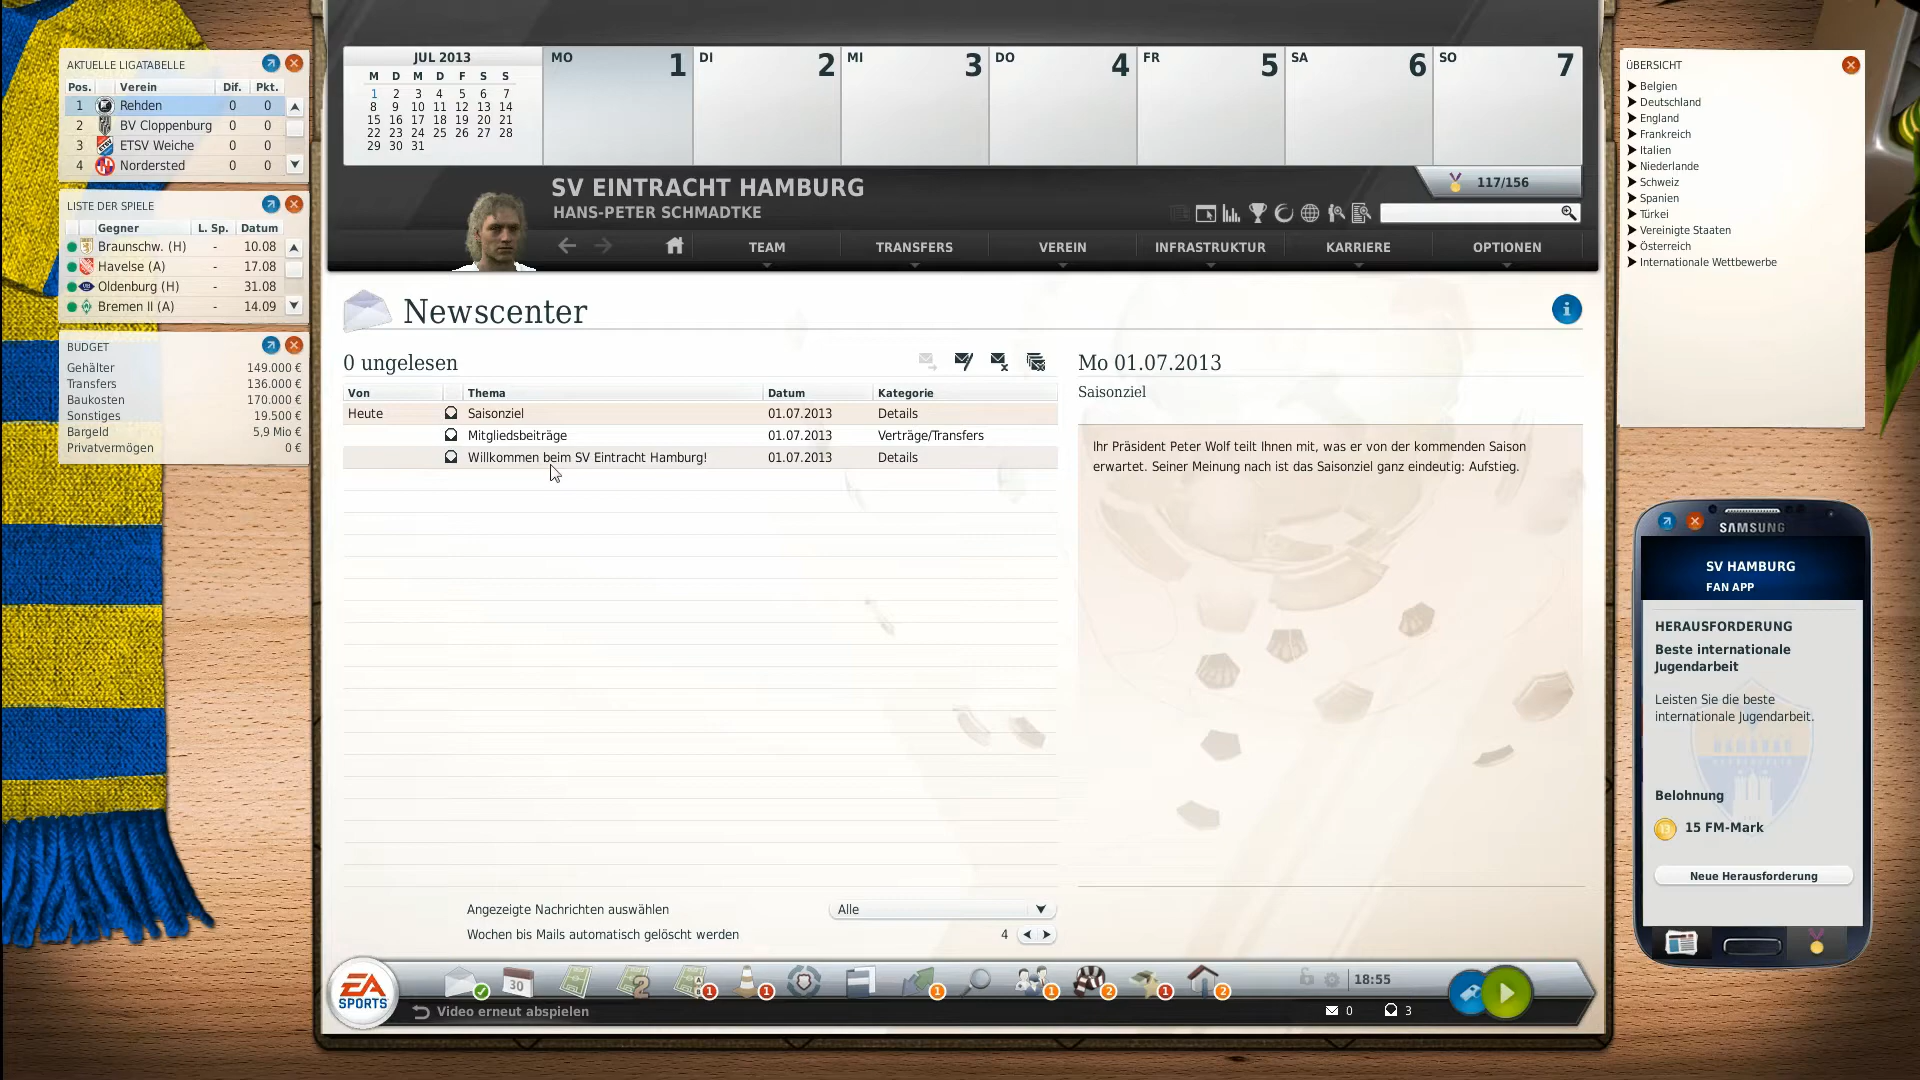 AKTUELLE LIGATABELLE
Pos. Verein Dif. Pkt.
1 Rehden 0 0
2 BV Cloppenburg 0 0
3 ETSV Weiche 0 0
4 Nordersted 0 0
LISTE DER SPIELE
Gegner L. Sp. Datum
Braunschw. (H) - 10.08
Havelse (A) - 17.08
Oldenburg (H) - 31.08
Bremen II (A) - 14.09
BUDGET
Gehälter 149.000 €
Transfers 136.000 €
Baukosten 170.000 €
Sonstiges 19.500 €
Bargeld 5,9 Mio €
Privatvermögen 0 €
JUL 2013
M D M D F S S
1 2 3 4 5 6 7
8 9 10 11 12 13 14
15 16 17 18 19 20 21
22 23 24 25 26 27 28
29 30 31
MO 1 DI 2 MI 3 DO 4 FR 5 SA 6 SO 7
117/156
SV EINTRACHT HAMBURG
HANS-PETER SCHMADTKE
TEAM TRANSFERS VEREIN INFRASTRUKTUR KARRIERE OPTIONEN
Newscenter
i
0 ungelesen
Von Thema Datum Kategorie
Heute Saisonziel 01.07.2013 Details
Mitgliedsbeiträge 01.07.2013 Verträge/Transfers
Willkommen beim SV Eintracht Hamburg! 01.07.2013 Details
Mo 01.07.2013
Saisonziel
Ihr Präsident Peter Wolf teilt Ihnen mit, was er von der kommenden Saison
erwartet. Seiner Meinung nach ist das Saisonziel ganz eindeutig: Aufstieg.
Angezeigte Nachrichten auswählen Alle
Wochen bis Mails automatisch gelöscht werden 4
EA
SPORTS
30 2 1 1 1 1 2 1 2
18:55
Video erneut abspielen
0 3
ÜBERSICHT
Belgien
Deutschland
England
Frankreich
Italien
Niederlande
Schweiz
Spanien
Türkei
Vereinigte Staaten
Österreich
Internationale Wettbewerbe
SAMSUNG
SV HAMBURG
FAN APP
HERAUSFORDERUNG
Beste internationale
Jugendarbeit
Leisten Sie die beste
internationale Jugendarbeit.
Belohnung
13 15 FM-Mark
Neue Herausforderung